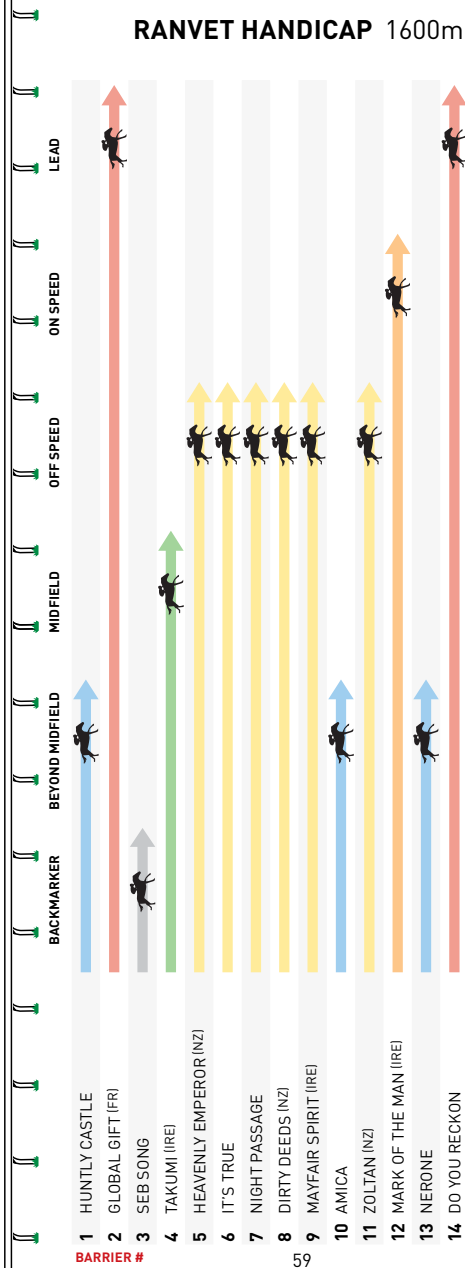 RANVET HANDICAP 1600m
LEAD
ON SPEED
OFF SPEED
MIDFIELD
BEYOND MIDFIELD
BACKMARKER
1 HUNTLY CASTLE
2 GLOBAL GIFT (FR)
3 SEB SONG
4 TAKUMI (IRE)
5 HEAVENLY EMPEROR (NZ)
6 IT'S TRUE
7 NIGHT PASSAGE
8 DIRTY DEEDS (NZ)
9 MAYFAIR SPIRIT (IRE)
10 AMICA
11 ZOLTAN (NZ)
12 MARK OF THE MAN (IRE)
13 NERONE
14 DO YOU RECKON
BARRIER #
59